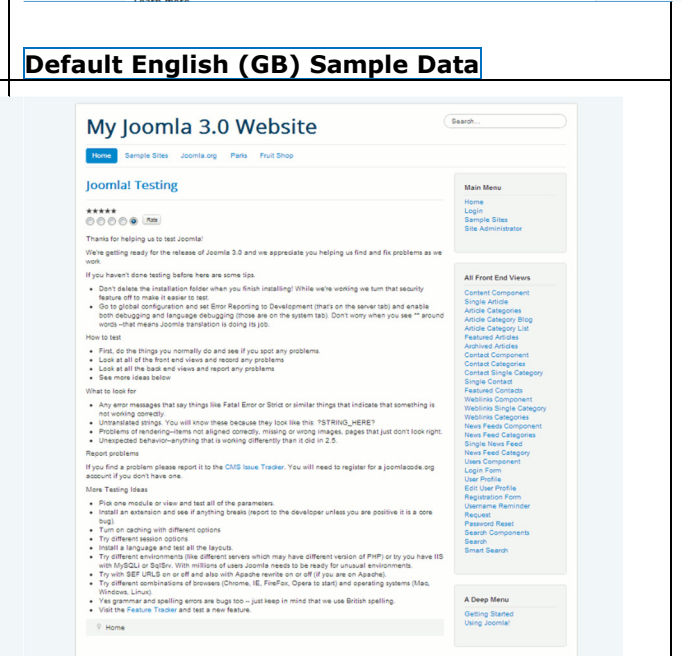 Learn more
Default English (GB) Sample Data
My Joomla 3.0 Website
Search...
Home Sample Sites Joomla.org Parks Fruit Shop
Joomla! Testing
★★★★★
Rate
Thanks for helping us to test Joomla!
We're getting ready for the release of Joomla 3.0 and we appreciate you helping us find and fix problems as we
work.
If you haven't done testing before here are some tips.
• Don't delete the installation folder when you finish installing! While we're working we turn that security
feature off to make it easier to test.
• Go to global configuration and set Error Reporting to Development (that's on the server tab) and enable
both debugging and language debugging (those are on the system tab). Don't worry when you see ** around
words --that means Joomla translation is doing its job.
How to test
• First, do the things you normally do and see if you spot any problems.
• Look at all of the front end views and record any problems
• Look at all the back end views and report any problems
• See more ideas below
What to look for
• Any error messages that say things like Fatal Error or Strict or similar things that indicate that something is
not working correctly.
• Untranslated strings. You will know these because they look like this: ?STRING_HERE?
• Problems of rendering--items not aligned correctly, missing or wrong images, pages that just don't look right.
• Unexpected behavior--anything that is working differently than it did in 2.5.
Report problems
If you find a problem please report it to the CMS Issue Tracker. You will need to register for a joomlacode.org
account if you don't have one.
More Testing Ideas
• Pick one module or view and test all of the parameters.
• Install an extension and see if anything breaks (report to the developer unless you are positive it is a core
bug).
• Turn on caching with different options
• Try different session options
• Install a language and test all the layouts.
• Try different environments (like different servers which may have different version of PHP) or try you have IIS
with MySQLi or SqlSrv. With millions of users Joomla needs to be ready for unusual environments.
• Try with SEF URLS on or off and also with Apache rewrite on or off (if you are on Apache).
• Try different combinations of browsers (Chrome, IE, FireFox, Opera to start) and operating systems (Mac,
Windows, Linux).
• Yes grammar and spelling errors are bugs too -- just keep in mind that we use British spelling.
• Visit the Feature Tracker and test a new feature.
Home
Main Menu
Home
Login
Sample Sites
Site Administrator
All Front End Views
Content Component
Single Article
Article Categories
Article Category Blog
Article Category List
Featured Articles
Archived Articles
Contact Component
Contact Categories
Contact Single Category
Single Contact
Featured Contacts
Weblinks Component
Weblinks Single Category
Weblinks Categories
News Feeds Component
News Feed Categories
Single News Feed
News Feed Category
Users Component
Login Form
User Profile
Edit User Profile
Registration Form
Username Reminder
Request
Password Reset
Search Components
Search
Smart Search
A Deep Menu
Getting Started
Using Joomla!